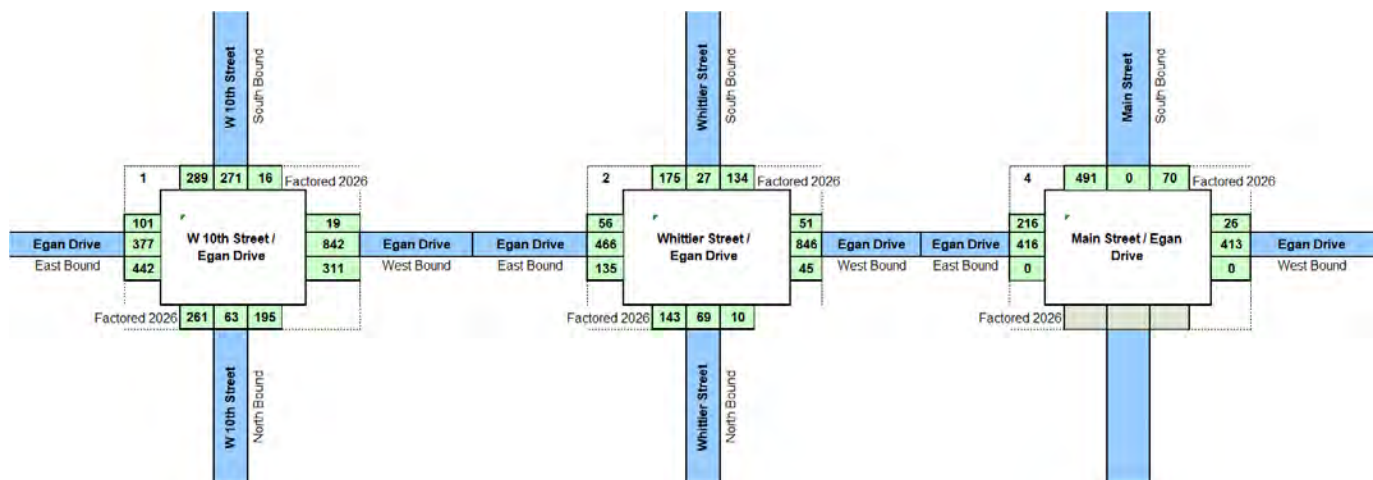 W 10th Street
South Bound
1
289 271 16
Factored 2026
101
377
442
Egan Drive
East Bound
W 10th Street /
Egan Drive
19
842
311
Egan Drive
West Bound
Factored 2026
261 63 195
W 10th Street
North Bound
Whittier Street
South Bound
2
175 27 134
Factored 2026
Egan Drive
East Bound
56
466
135
Whittier Street /
Egan Drive
51
846
45
Egan Drive
West Bound
Factored 2026
143 69 10
Whittier Street
North Bound
Main Street
South Bound
4
491 0 70
Factored 2026
Egan Drive
East Bound
216
416
0
Main Street / Egan
Drive
26
413
0
Egan Drive
West Bound
Factored 2026